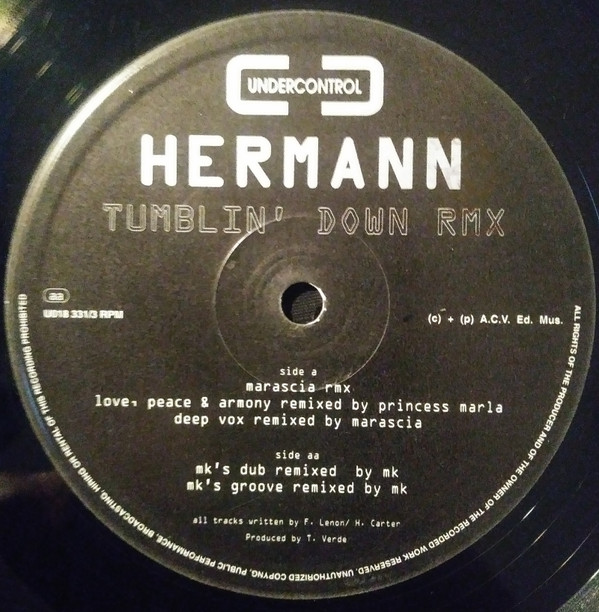 UNDERCONTROL
HERMANN
TUMBLIN' DOWN RMX
aa
UD18 331/3 RPM
(c) + (p) A.C.V. Ed. Mus.
side a
marascia rmx
love, peace & armony remixed by princess marla
deep vox remixed by marascia
side aa
mk's dub remixed by mk
mk's groove remixed by mk
all tracks written by F. Lenon/ H. Carter
Produced by T. Verde
ALL RIGHTS OF THE PRODUCER AND OF THE OWNER OF THE RECORDED WORK RESERVED. UNAUTHORIZED COPYNG, PUBLIC PERFORMANCE, BROADCASTING, HIRING OR RENTAL OF THIS RECORDING PROHIBITED